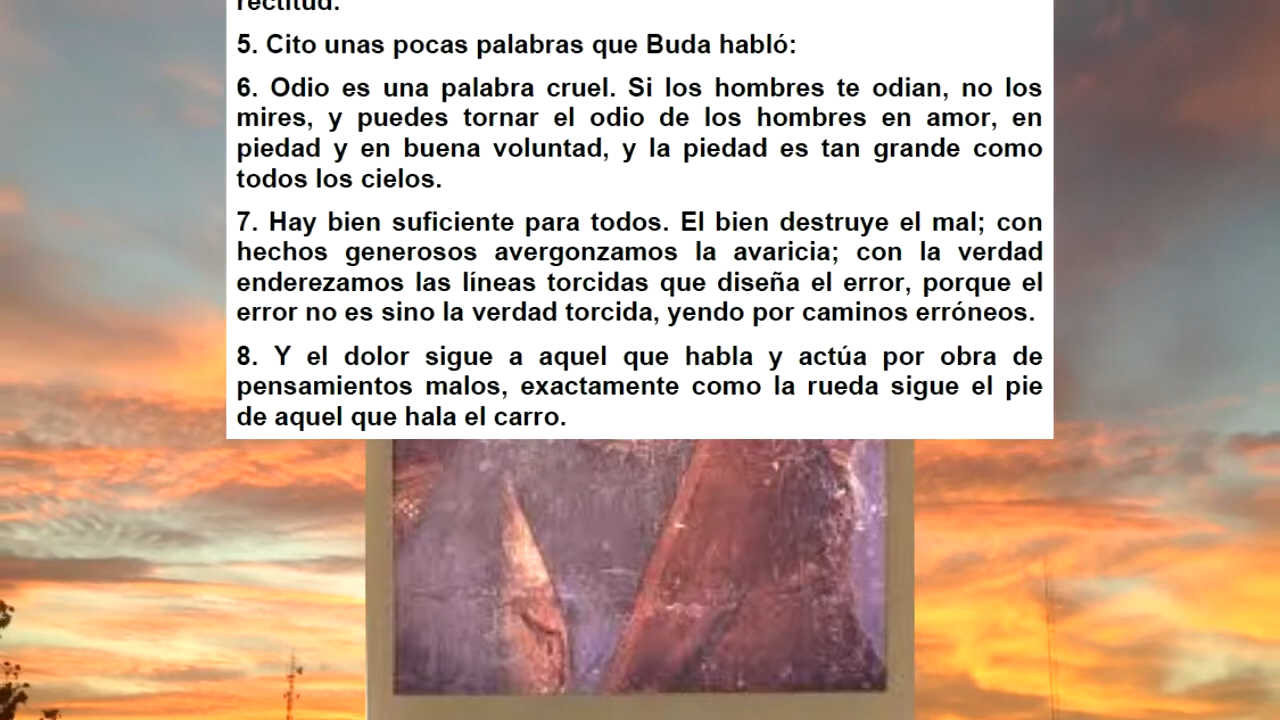 rectitud.
5. Cito unas pocas palabras que Buda habló:
6. Odio es una palabra cruel. Si los hombres te odian, no los
mires, y puedes tornar el odio de los hombres en amor, en
piedad y en buena voluntad, y la piedad es tan grande como
todos los cielos.
7. Hay bien suficiente para todos. El bien destruye el mal; con
hechos generosos avergonzamos la avaricia; con la verdad
enderezamos las líneas torcidas que diseña el error, porque el
error no es sino la verdad torcida, yendo por caminos erróneos.
8. Y el dolor sigue a aquel que habla y actúa por obra de
pensamientos malos, exactamente como la rueda sigue el pie
de aquel que hala el carro.